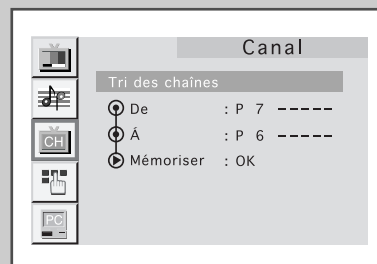 Canal
Tri des chaînes
De : P 7 -----
Á : P 6 -----
CH
Mémoriser : OK
PC